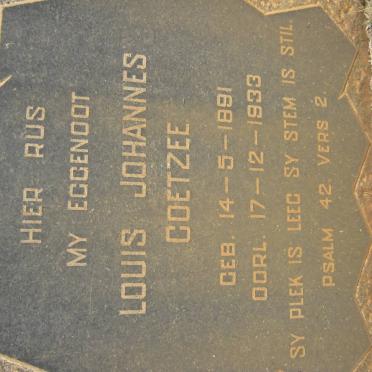 HIER RUS
MY EGGENOOT
LOUIS JOHANNES
COETZEE
GEB. 14-5-1891
OORL. 17-12-1933
SY PLEK IS LEEG SY STEM IS STIL.
PSALM 42 VERS 2